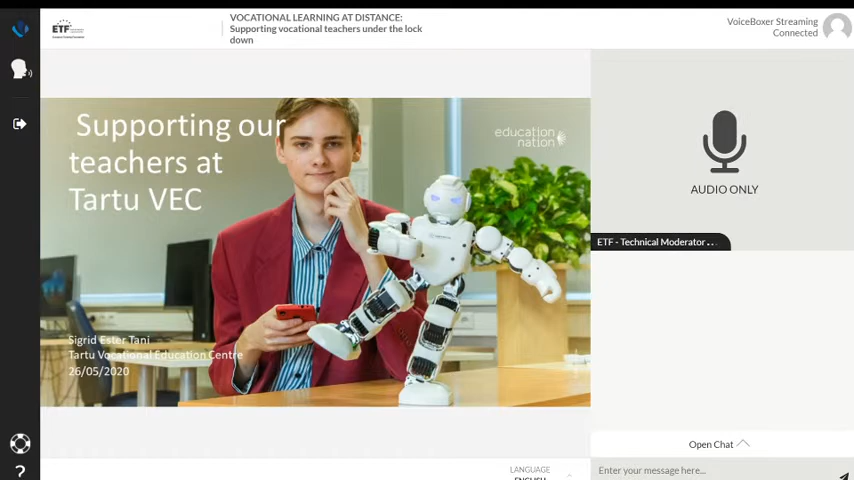 VOCATIONAL LEARNING AT DISTANCE:
Supporting vocational teachers under the lock
down
ETF
VoiceBoxer Streaming
Connected
Supporting our
teachers at
Tartu VEC
education
nation
Sigrid Ester Tani
Tartu Vocational Education Centre
26/05/2020
AUDIO ONLY
ETF - Technical Moderator . . .
Open Chat
LANGUAGE
ENGLISH
Enter your message here...
?